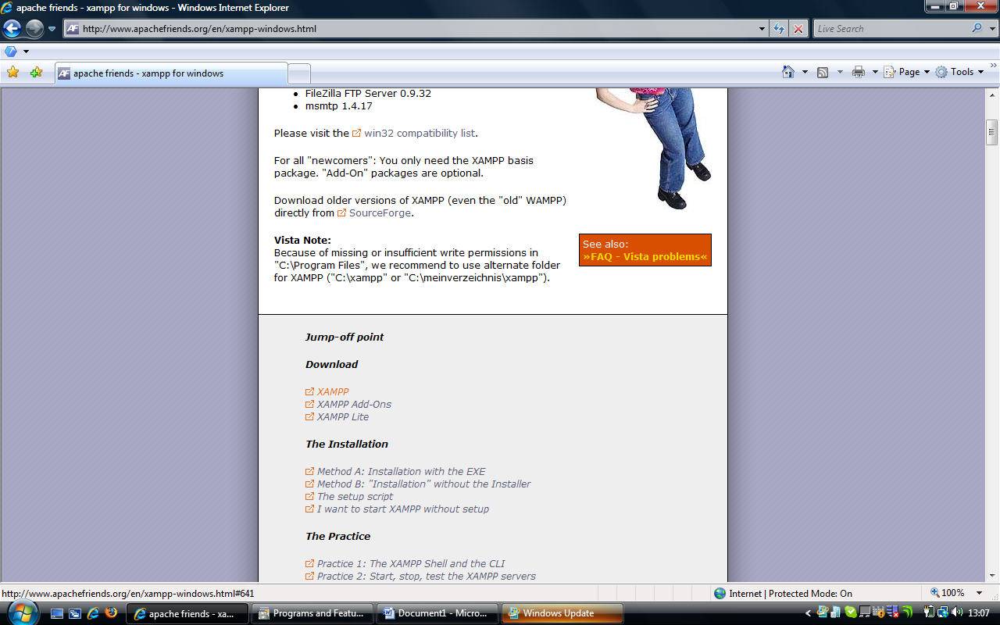 apache friends - xampp for windows - Windows Internet Explorer
http://www.apachefriends.org/en/xampp-windows.html
Live Search
apache friends - xampp for windows
Page
Tools
FileZilla FTP Server 0.9.32
msmtp 1.4.17
Please visit the win32 compatibility list.
For all "newcomers": You only need the XAMPP basis
package. "Add-On" packages are optional.
Download older versions of XAMPP (even the "old" WAMPP)
directly from SourceForge.
Vista Note:
Because of missing or insufficient write permissions in
"C:\Program Files", we recommend to use alternate folder
for XAMPP ("C:\xampp" or "C:\meinverzeichnis\xampp").
See also:
»FAQ - Vista problems«
Jump-off point
Download
XAMPP
XAMPP Add-Ons
XAMPP Lite
The Installation
Method A: Installation with the EXE
Method B: "Installation" without the Installer
The setup script
I want to start XAMPP without setup
The Practice
Practice 1: The XAMPP Shell and the CLI
Practice 2: Start, stop, test the XAMPP servers
http://www.apachefriends.org/en/xampp-windows.html#641
Internet | Protected Mode: On
100%
apache friends - xa...
Programs and Featu...
Document1 - Micro...
Windows Update
13:07